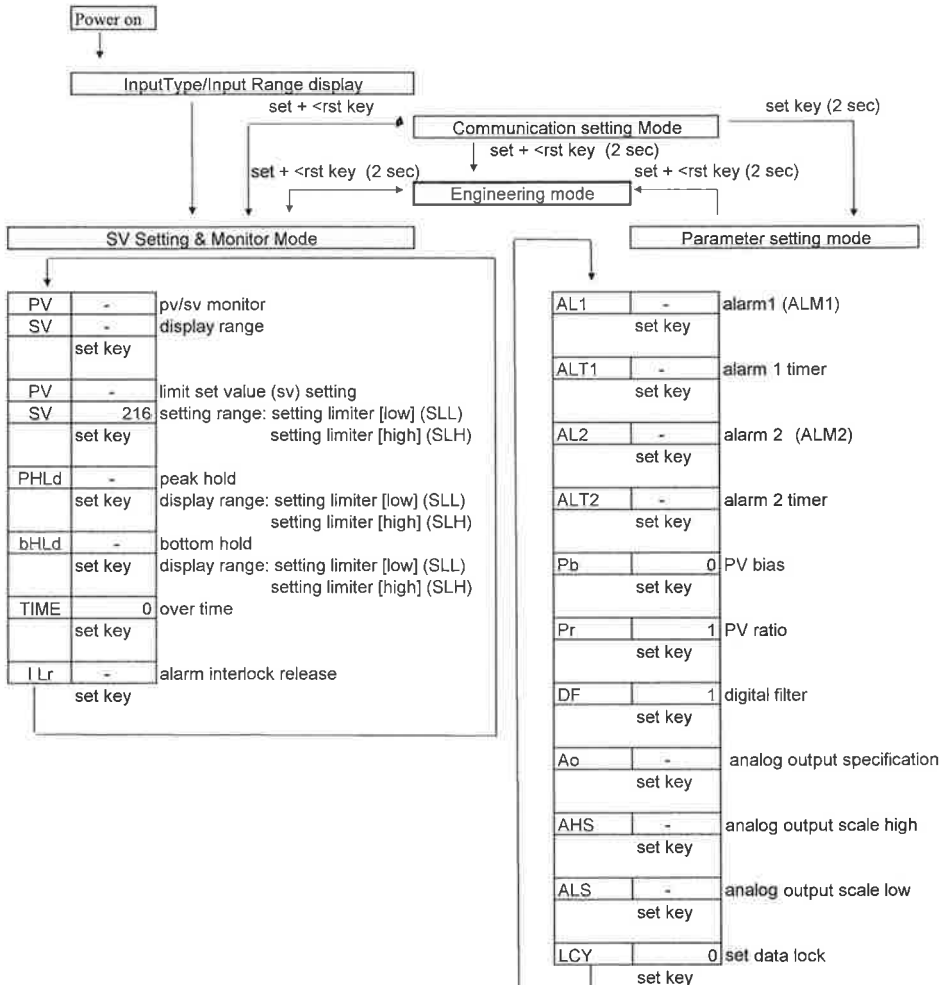 Power on
InputType/Input Range display
set + <rst key
set key (2 sec)
Communication setting Mode
set + <rst key (2 sec)
set + <rst key (2 sec)
set + <rst key (2 sec)
Engineering mode
SV Setting & Monitor Mode
Parameter setting mode
PV - pv/sv monitor
SV - display range
set key
PV - limit set value (sv) setting
SV 216 setting range: setting limiter [low] (SLL)
set key setting limiter [high] (SLH)
PHLd - peak hold
set key display range: setting limiter [low] (SLL)
setting limiter [high] (SLH)
bHLd - bottom hold
set key display range: setting limiter [low] (SLL)
setting limiter [high] (SLH)
TIME 0 over time
set key
I Lr - alarm interlock release
set key
AL1 - alarm1 (ALM1)
set key
ALT1 - alarm 1 timer
set key
AL2 - alarm 2 (ALM2)
set key
ALT2 - alarm 2 timer
set key
Pb 0 PV bias
set key
Pr 1 PV ratio
set key
DF 1 digital filter
set key
Ao - analog output specification
set key
AHS - analog output scale high
set key
ALS - analog output scale low
set key
LCY 0 set data lock
set key